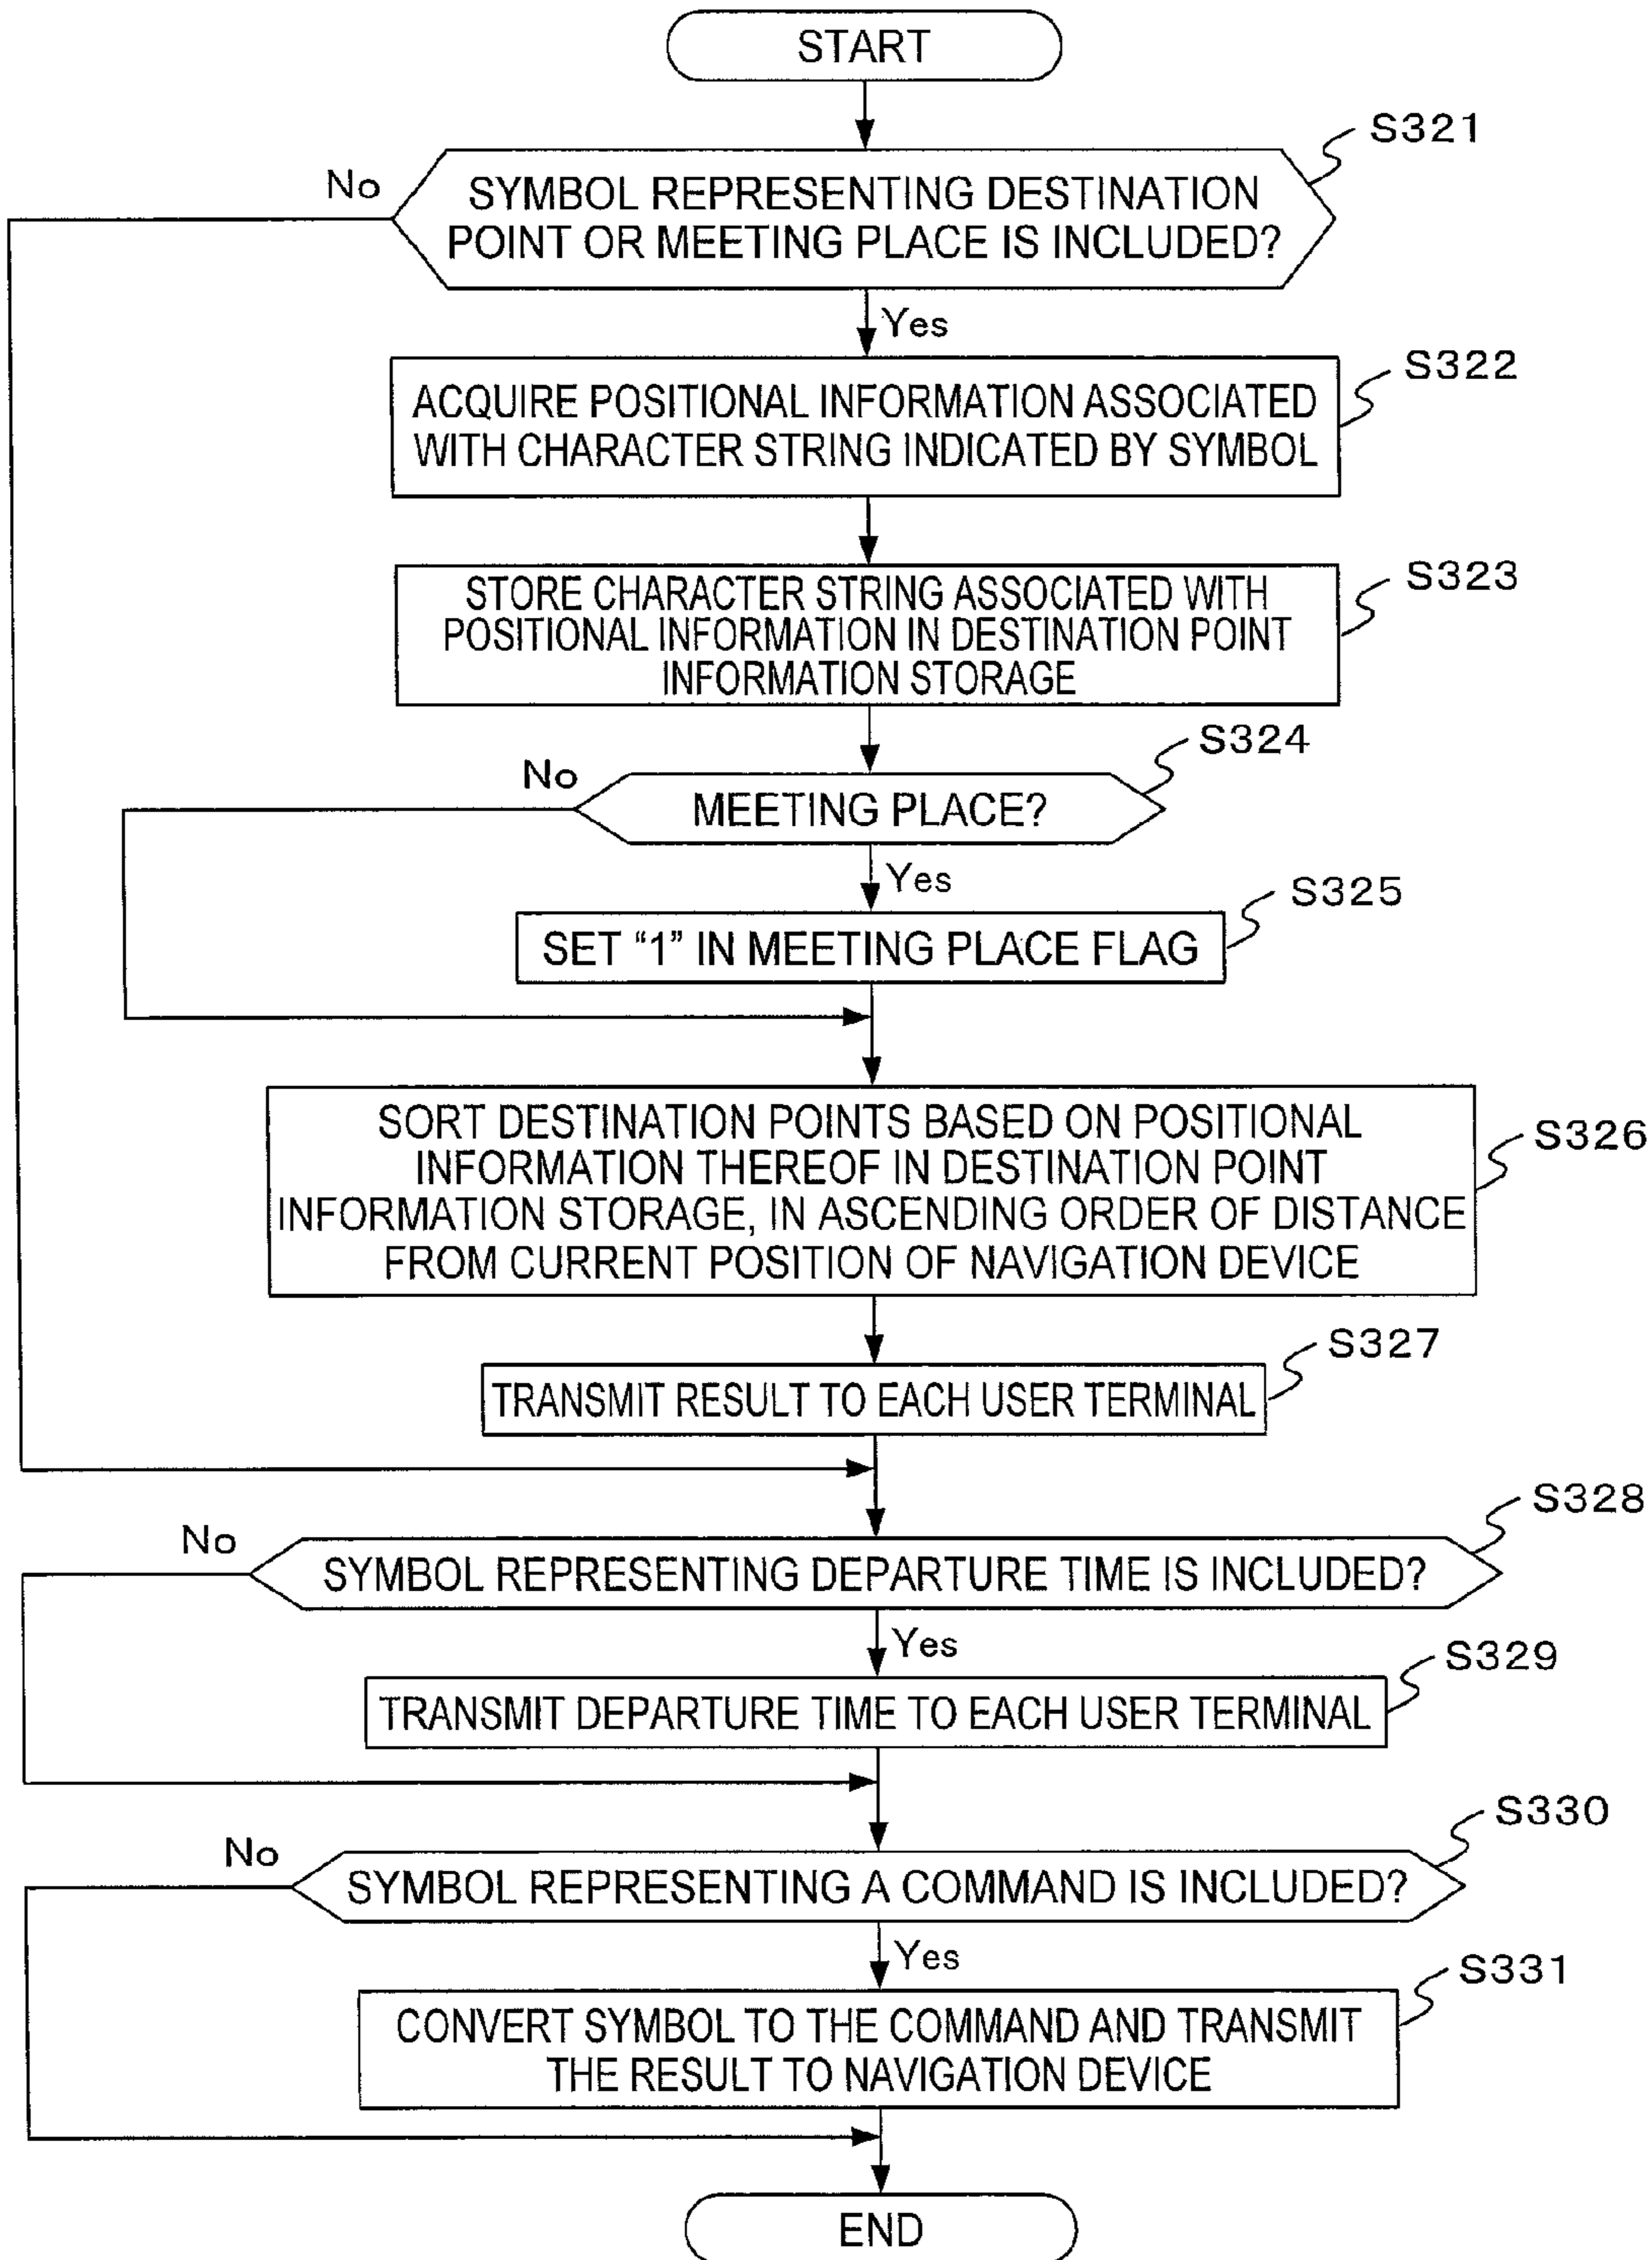 START
S321
No
SYMBOL REPRESENTING DESTINATION
POINT OR MEETING PLACE IS INCLUDED?
Yes
S322
ACQUIRE POSITIONAL INFORMATION ASSOCIATED
WITH CHARACTER STRING INDICATED BY SYMBOL
S323
STORE CHARACTER STRING ASSOCIATED WITH
POSITIONAL INFORMATION IN DESTINATION POINT
INFORMATION STORAGE
S324
No
MEETING PLACE?
Yes
S325
SET “1” IN MEETING PLACE FLAG
SORT DESTINATION POINTS BASED ON POSITIONAL
S326
INFORMATION THEREOF IN DESTINATION POINT
INFORMATION STORAGE, IN ASCENDING ORDER OF DISTANCE
FROM CURRENT POSITION OF NAVIGATION DEVICE
S327
TRANSMIT RESULT TO EACH USER TERMINAL
S328
No
SYMBOL REPRESENTING DEPARTURE TIME IS INCLUDED?
Yes
S329
TRANSMIT DEPARTURE TIME TO EACH USER TERMINAL
S330
No
SYMBOL REPRESENTING A COMMAND IS INCLUDED?
Yes
S331
CONVERT SYMBOL TO THE COMMAND AND TRANSMIT
THE RESULT TO NAVIGATION DEVICE
END